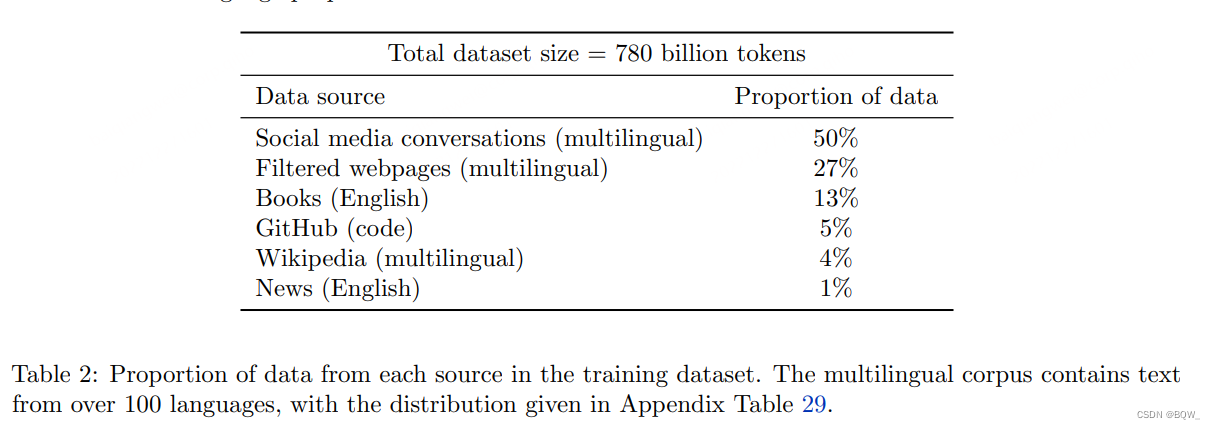 Total dataset size = 780 billion tokens
Data source Proportion of data
Social media conversations (multilingual) 50%
Filtered webpages (multilingual) 27%
Books (English) 13%
GitHub (code) 5%
Wikipedia (multilingual) 4%
News (English) 1%
Table 2: Proportion of data from each source in the training dataset. The multilingual corpus contains text
from over 100 languages, with the distribution given in Appendix Table 29.
CSDN @BQW_